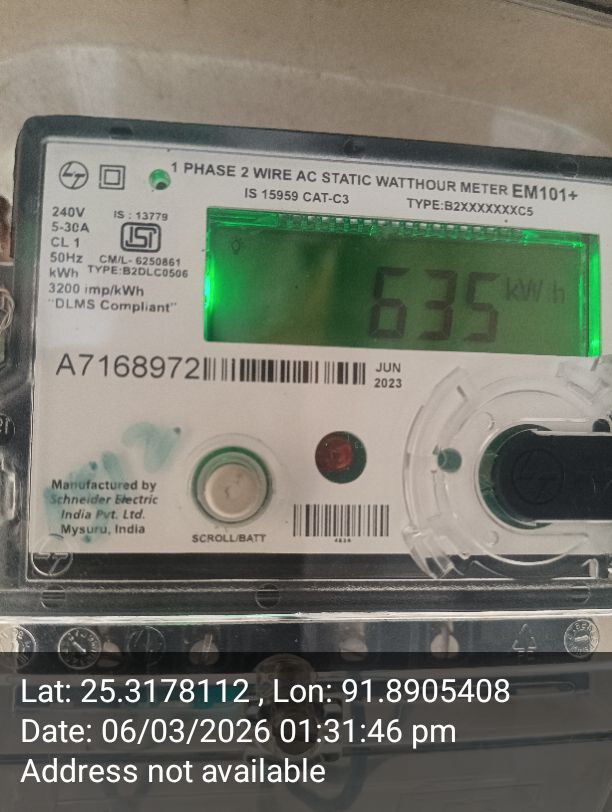 1 PHASE 2 WIRE AC STATIC WATTHOUR METER EM101+
IS 15959 CAT-C3 TYPE:B2XXXXXXXC5
240V
5-30A
CL 1
50Hz
kWh
3200 imp/kWh
"DLMS Compliant"
IS : 13779
ISI
CM/L- 6250861
TYPE:B2DLC0506
635 kW h
A7168972
JUN
2023
Manufactured by
Schneider Electric
India Pvt. Ltd.
Mysuru, India
SCROLL/BATT
Lat: 25.3178112 , Lon: 91.8905408
Date: 06/03/2026 01:31:46 pm
Address not available